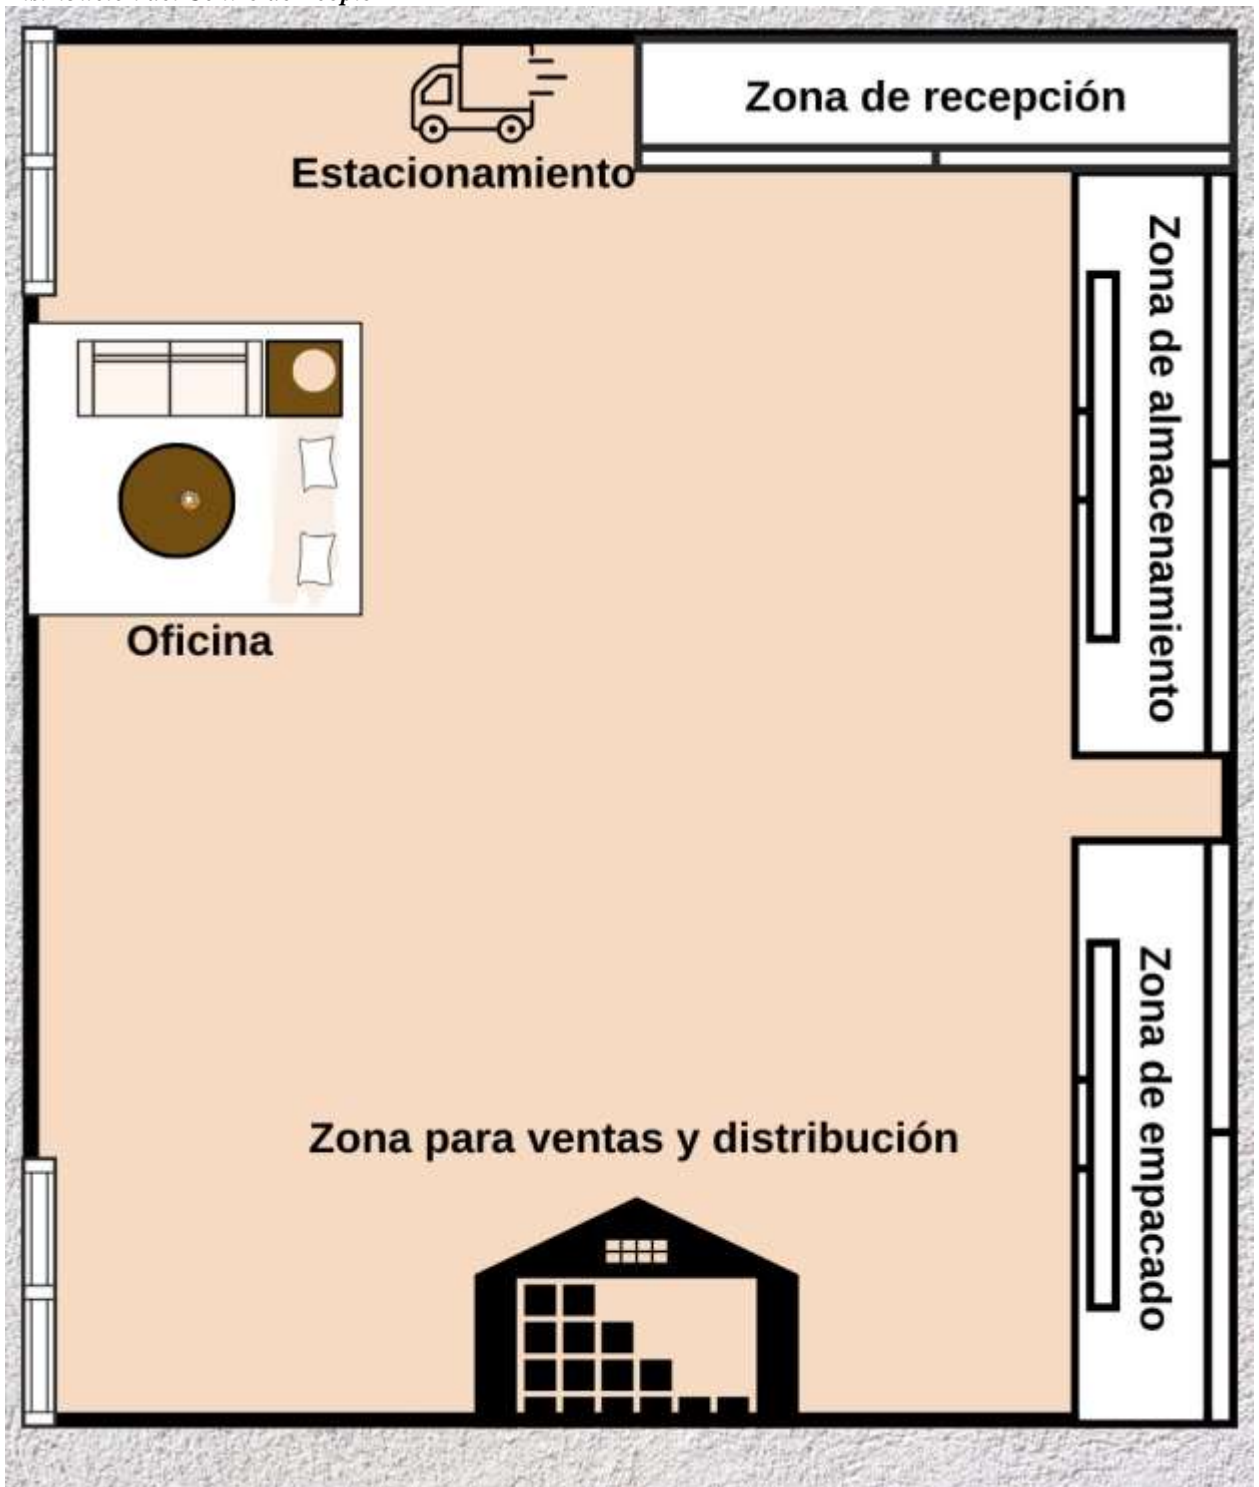 Zona de recepción
Estacionamiento
Zona de almacenamiento
Oficina
Zona para ventas y distribución
Zona de empacado